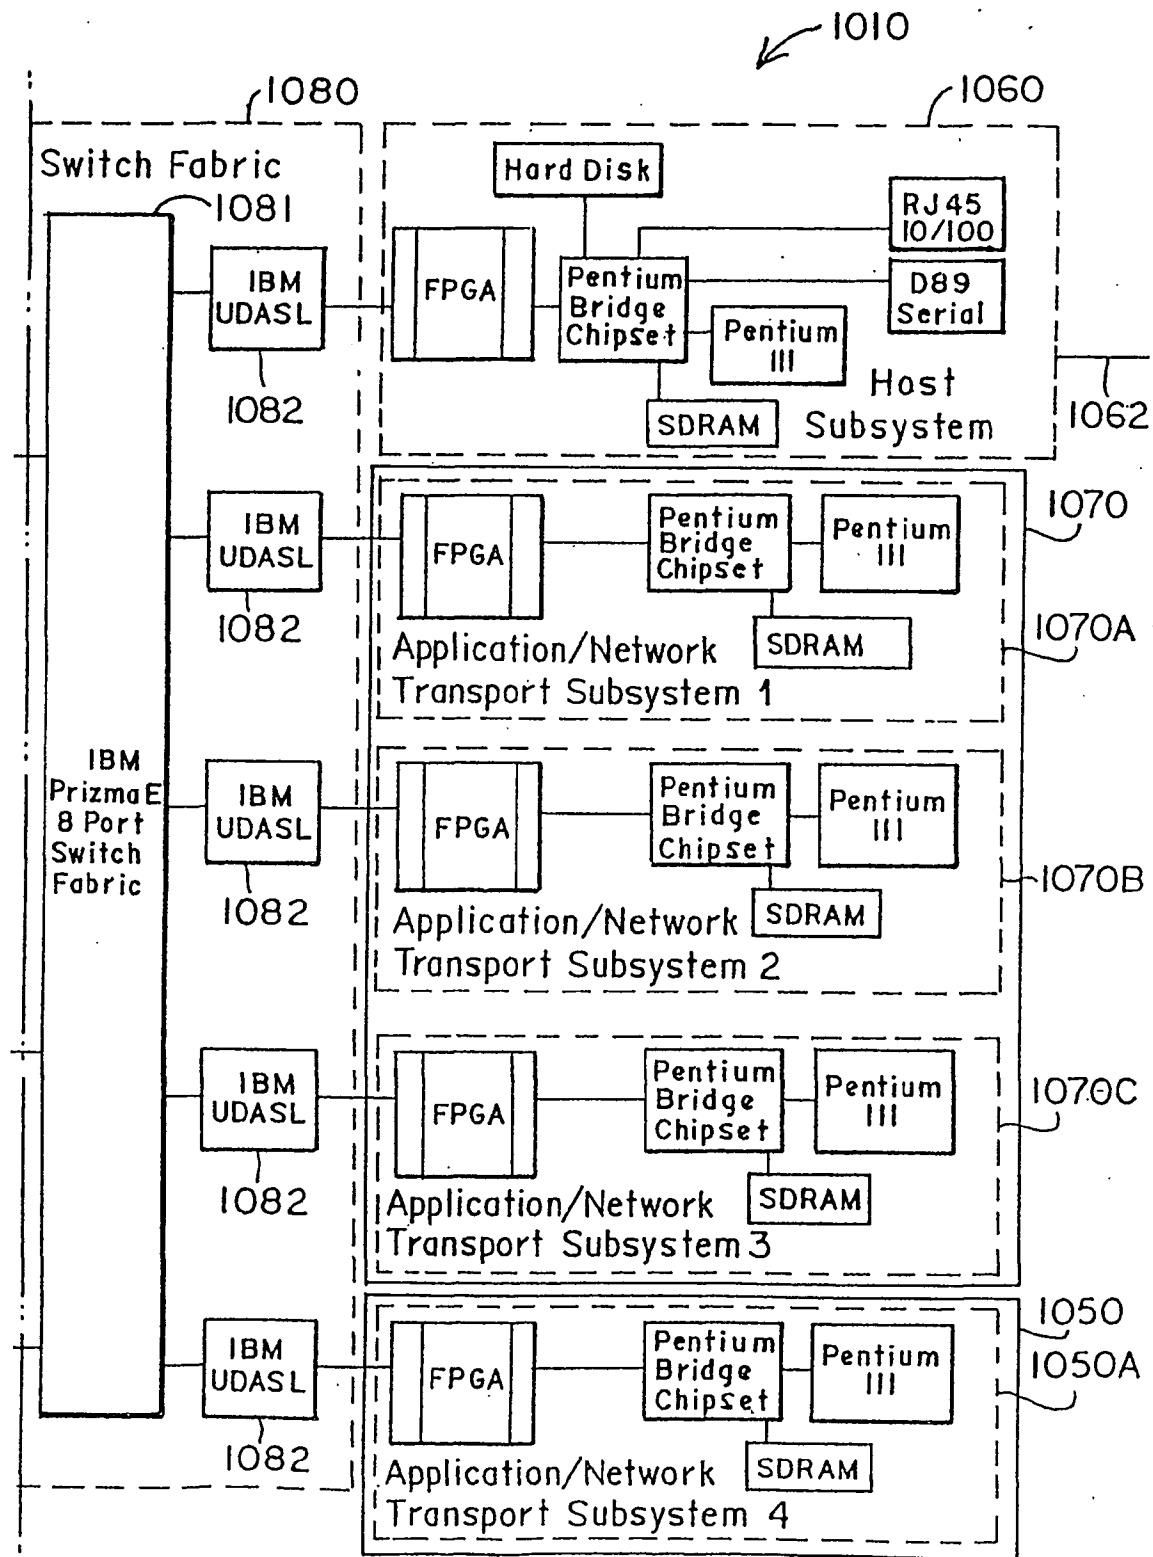 1010
1080
1060
Switch Fabric
1081
Hard Disk
RJ45
10/100
IBM
UDASL
FPGA
Pentium
Bridge
Chipset
D89
Serial
Pentium
III
1082
SDRAM
Host
Subsystem
1062
IBM
UDASL
1082
FPGA
Pentium
Bridge
Chipset
Pentium
III
1070
SDRAM
1070A
Application/Network
Transport Subsystem 1
IBM
PrizmaE
8 Port
Switch
Fabric
IBM
UDASL
1082
FPGA
Pentium
Bridge
Chipset
Pentium
III
1070B
SDRAM
Application/Network
Transport Subsystem 2
IBM
UDASL
1082
FPGA
Pentium
Bridge
Chipset
Pentium
III
1070C
SDRAM
Application/Network
Transport Subsystem 3
IBM
UDASL
1082
FPGA
Pentium
Bridge
Chipset
Pentium
III
1050
1050A
SDRAM
Application/Network
Transport Subsystem 4